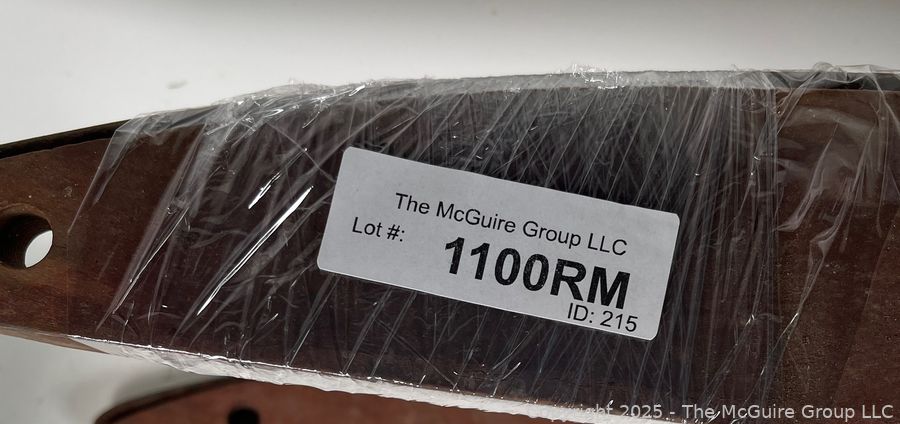 The McGuire Group LLC
Lot #: 1100RM
ID: 215
Copyright 2025 - The McGuire Group LLC